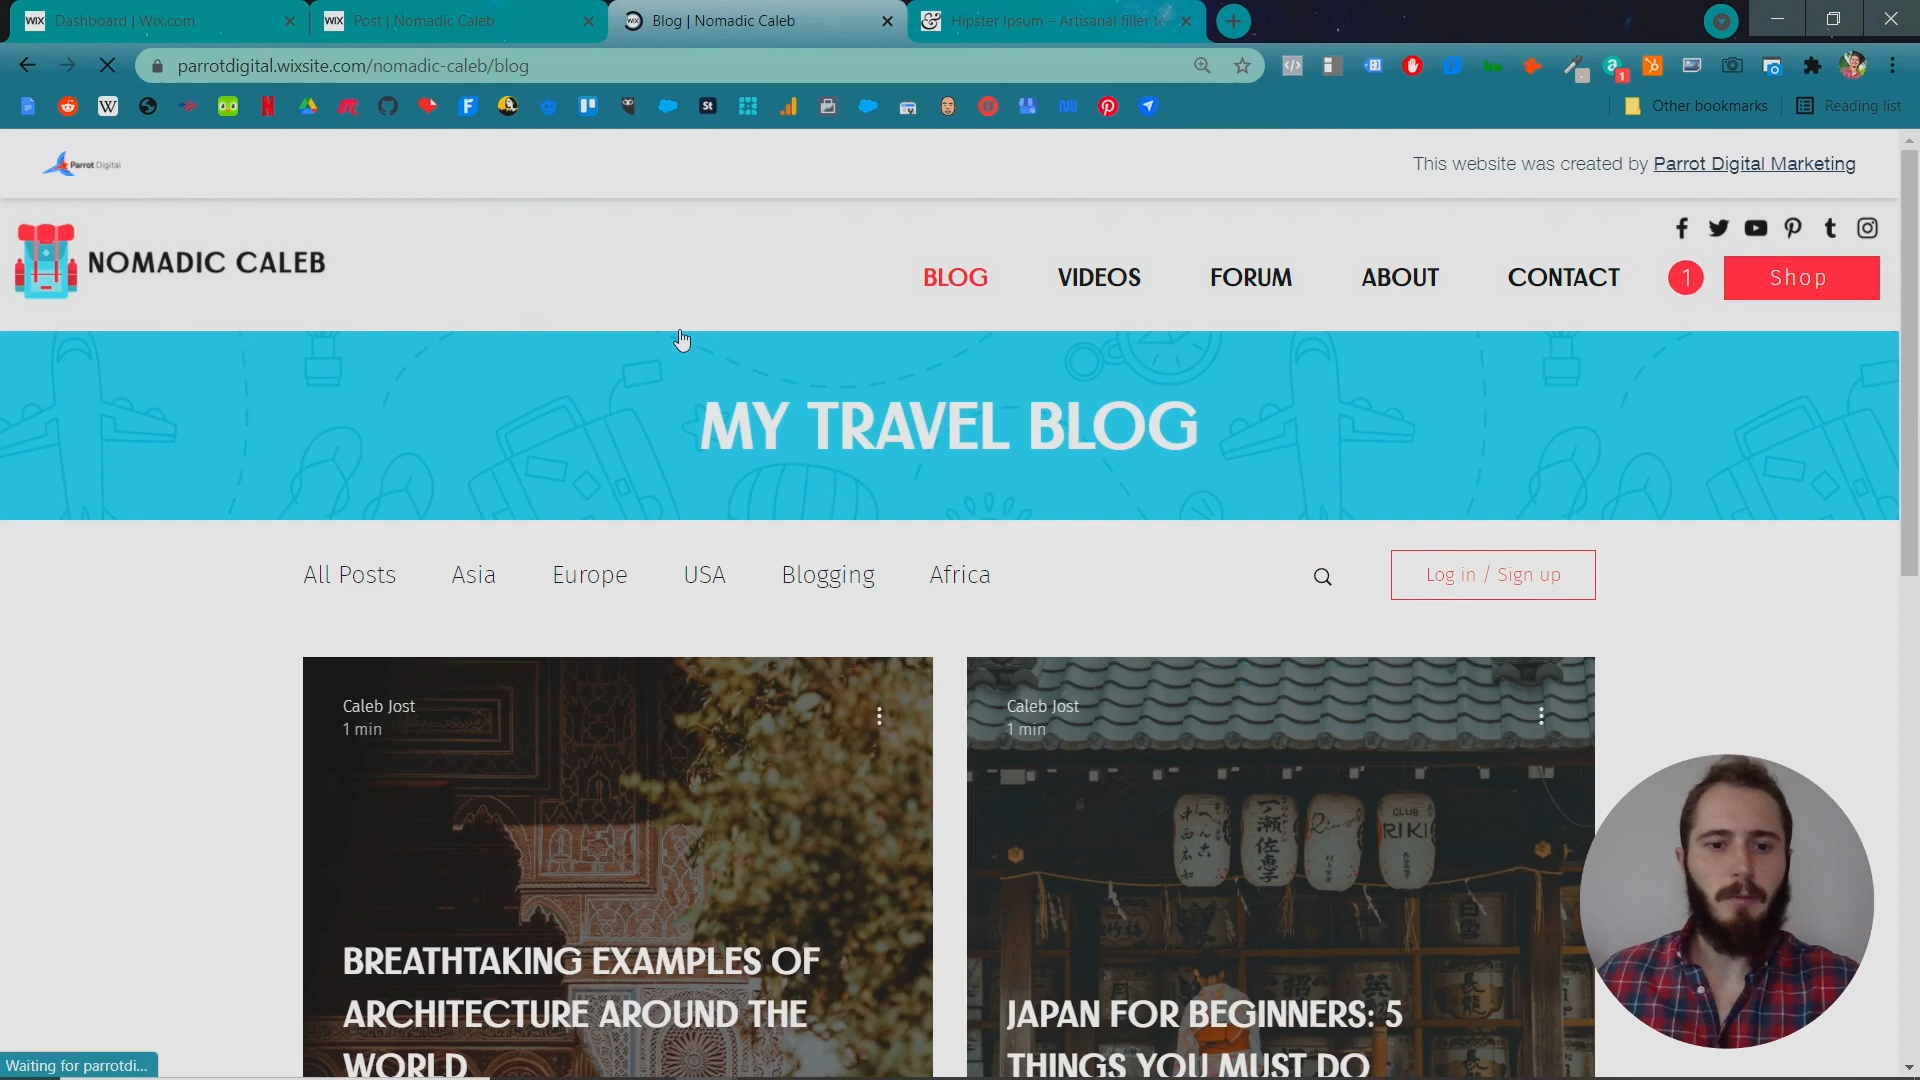 Dashboard | Wix.com
Post | Nomadic Caleb
Blog | Nomadic Caleb
Hipster Ipsum – Artisanal filler te
parrotdigital.wixsite.com/nomadic-caleb/blog
Other bookmarks
Reading list
Parrot Digital
This website was created by Parrot Digital Marketing
NOMADIC CALEB
BLOG
VIDEOS
FORUM
ABOUT
CONTACT
1
Shop
MY TRAVEL BLOG
All Posts
Asia
Europe
USA
Blogging
Africa
Log in / Sign up
Caleb Jost
1 min
BREATHTAKING EXAMPLES OF
ARCHITECTURE AROUND THE
WORLD
Caleb Jost
1 min
CLUB
RIKI
JAPAN FOR BEGINNERS: 5
THINGS YOU MUST DO
Waiting for parrotdi...